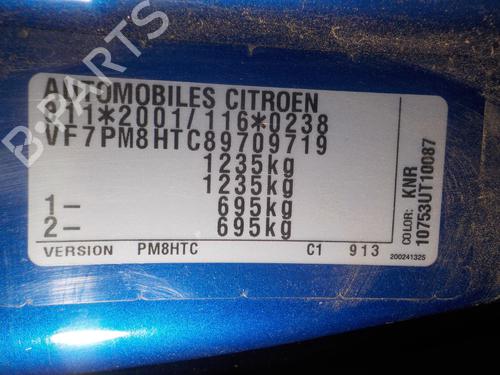 AUTOMOBILES CITROEN
e11*2001/116*0238
VF7PM8HTC89709719
1235kg
1235kg
1- 695kg
2- 695kg
VERSION PM8HTC C1 913
COLOR: KNR
10753UT10087
200241325
B-PARTS